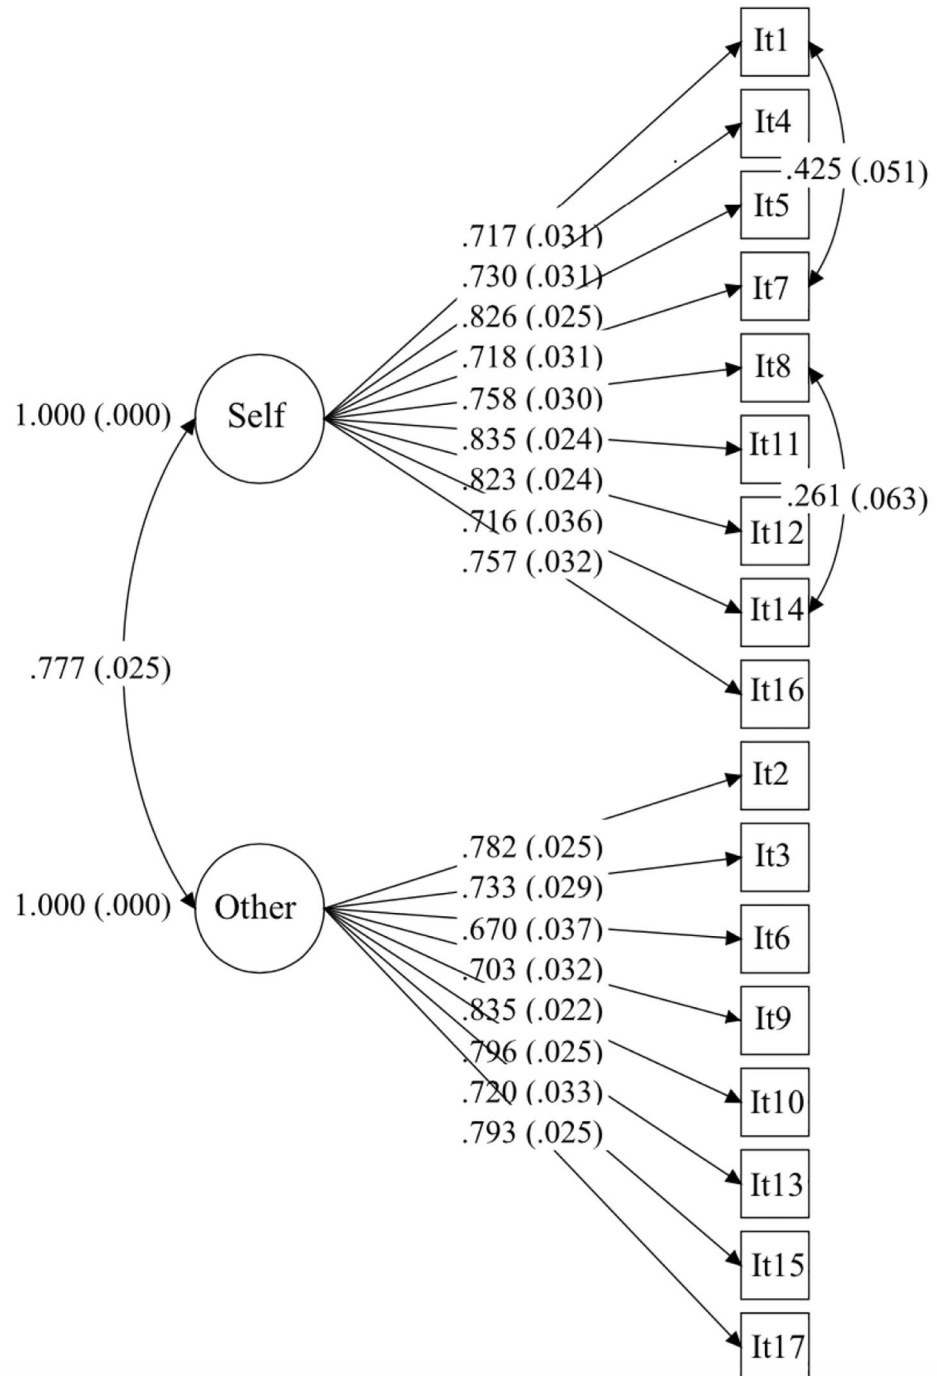 It1
It4
.425 (.051)
It5
.717 (.031)
.730 (.031)
It7
.826 (.025)
.718 (.031)
It8
.758 (.030)
1.000 (.000)
Self
.835 (.024)
It11
.823 (.024)
.261 (.063)
.716 (.036)
It12
.757 (.032)
It14
.777 (.025)
It16
It2
.782 (.025)
It3
.733 (.029)
1.000 (.000)
Other
.670 (.037)
It6
.703 (.032)
.835 (.022)
It9
.796 (.025)
.720 (.033)
It10
.793 (.025)
It13
It15
It17